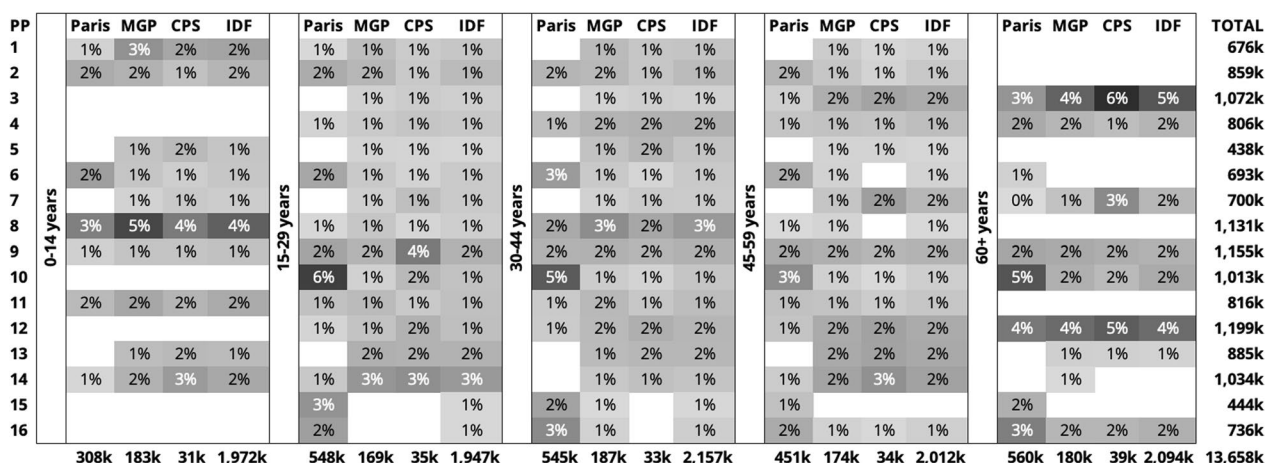 PP Paris MGP CPS IDF Paris MGP CPS IDF Paris MGP CPS IDF Paris MGP CPS IDF Paris MGP CPS IDF TOTAL
0-14 years
15-29 years
30-44 years
45-59 years
60+ years
1 1% 3% 2% 2% 1% 1% 1% 1% 1% 1% 1% 1% 1% 1% 676k
2 2% 2% 1% 2% 2% 2% 1% 1% 2% 2% 1% 1% 2% 1% 1% 1% 859k
3 1% 1% 1% 1% 1% 1% 1% 2% 2% 2% 3% 4% 6% 5% 1,072k
4 1% 1% 1% 1% 1% 2% 2% 2% 1% 1% 1% 1% 2% 2% 1% 2% 806k
5 1% 2% 1% 1% 1% 1% 1% 2% 1% 1% 1% 1% 438k
6 2% 1% 1% 1% 2% 1% 1% 1% 3% 1% 1% 1% 2% 1% 1% 1% 693k
7 1% 1% 1% 1% 1% 1% 1% 1% 1% 1% 2% 2% 0% 1% 3% 2% 700k
8 3% 5% 4% 4% 1% 1% 1% 1% 2% 3% 2% 3% 1% 1% 1% 1,131k
9 1% 1% 1% 1% 2% 2% 4% 2% 2% 2% 2% 2% 2% 2% 2% 2% 2% 2% 2% 2% 1,155k
10 6% 1% 2% 1% 5% 1% 1% 1% 3% 1% 1% 1% 5% 2% 2% 2% 1,013k
11 2% 2% 2% 2% 1% 1% 1% 1% 1% 2% 1% 1% 1% 1% 1% 1% 816k
12 1% 1% 2% 1% 1% 2% 2% 2% 1% 2% 2% 2% 4% 4% 5% 4% 1,199k
13 1% 2% 1% 2% 2% 2% 1% 2% 2% 2% 2% 2% 1% 1% 1% 885k
14 1% 2% 3% 2% 1% 3% 3% 3% 1% 1% 1% 1% 2% 3% 2% 1% 1,034k
15 3% 1% 2% 1% 1% 1% 2% 444k
16 2% 1% 3% 1% 1% 2% 1% 1% 1% 3% 2% 2% 2% 736k
308k 183k 31k 1,972k 548k 169k 35k 1,947k 545k 187k 33k 2,157k 451k 174k 34k 2,012k 560k 180k 39k 2,094k 13,658k